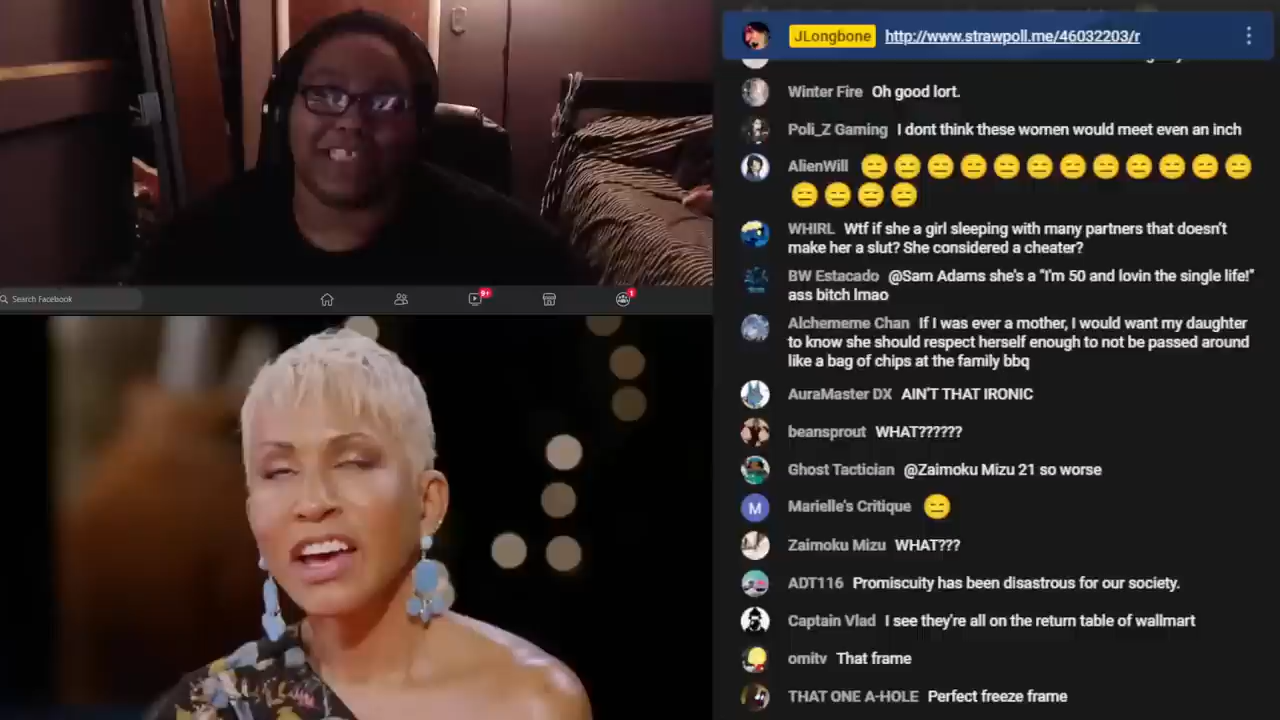 JLongbone http://www.strawpoll.me/46032203/r
Winter Fire Oh good lort.
Poli_Z Gaming I dont think these women would meet even an inch
AlienWill 😑😑😑😑😑😑😑😑😑😑😑😑
😑😑😑😑
WHIRL Wtf if she a girl sleeping with many partners that doesn't
make her a slut? She considered a cheater?
BW Estacado @Sam Adams she's a "I'm 50 and lovin the single life!"
ass bitch lmao
Alchememe Chan If I was ever a mother, I would want my daughter
to know she should respect herself enough to not be passed around
like a bag of chips at the family bbq
AuraMaster DX AIN'T THAT IRONIC
beansprout WHAT??????
Ghost Tactician @Zaimoku Mizu 21 so worse
M Marielle's Critique 😑
Zaimoku Mizu WHAT???
ADT116 Promiscuity has been disastrous for our society.
Captain Vlad I see they're all on the return table of wallmart
omitv That frame
THAT ONE A-HOLE Perfect freeze frame
Search Facebook
9+
1